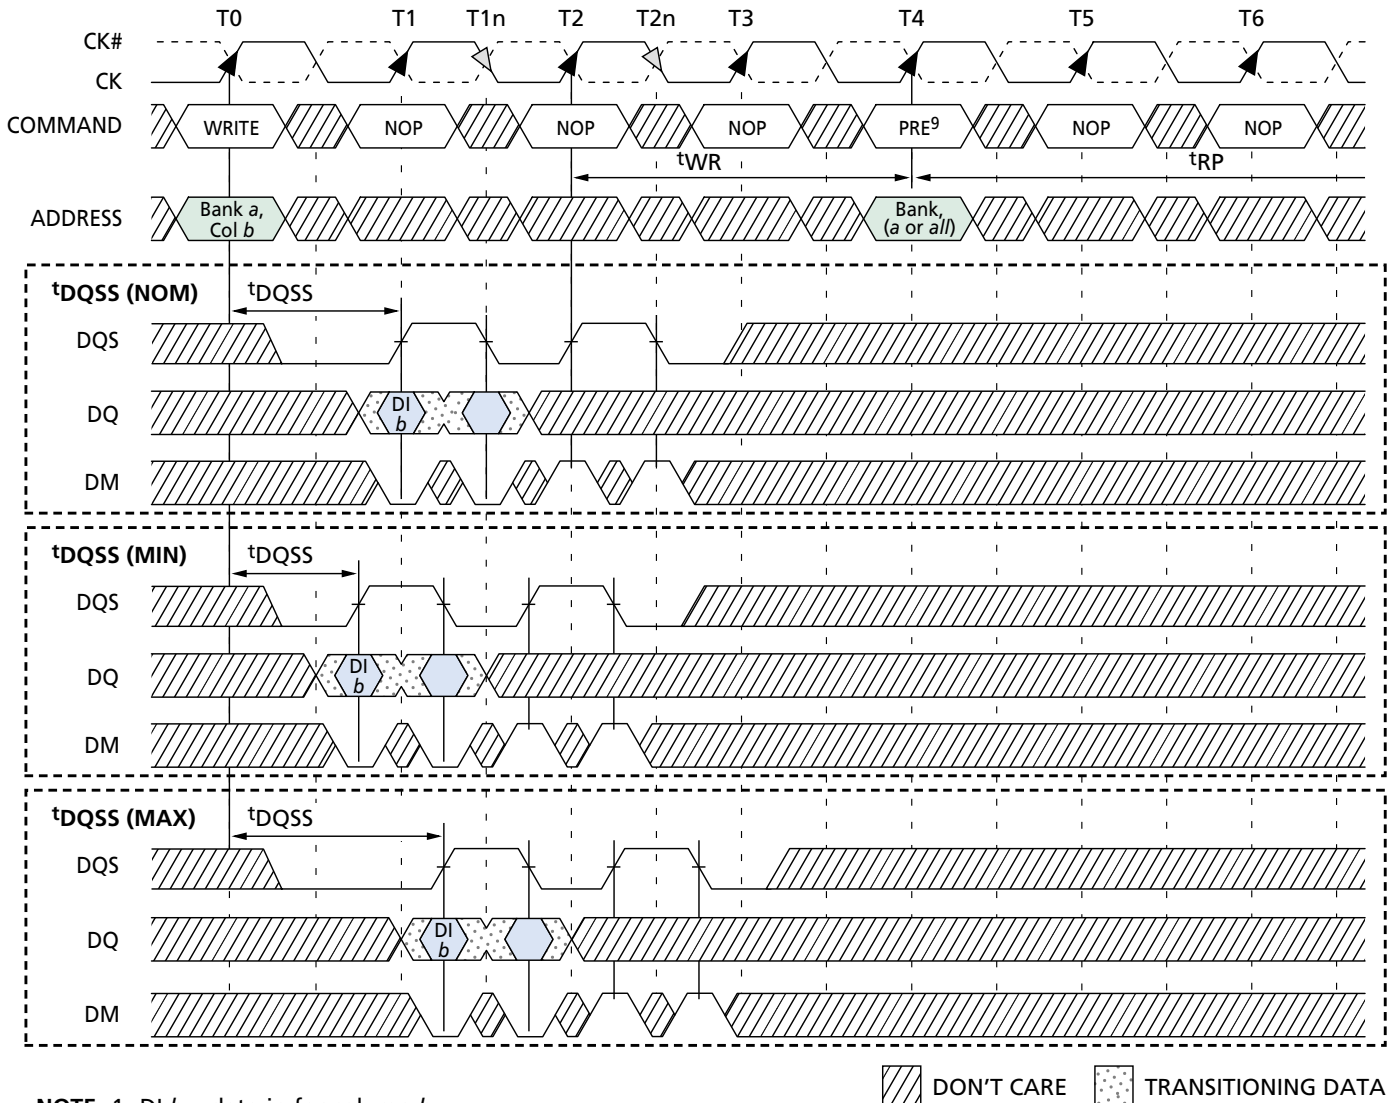 T0 T1 T1n T2 T2n T3 T4 T5 T6
CK#
CK
COMMAND WRITE NOP NOP NOP PRE9 NOP NOP
tWR tRP
ADDRESS Bank a, Col b Bank, (a or all)
tDQSS (NOM) tDQSS
DQS
DQ DI b
DM
tDQSS (MIN) tDQSS
DQS
DQ DI b
DM
tDQSS (MAX) tDQSS
DQS
DQ DI b
DM
DON'T CARE TRANSITIONING DATA